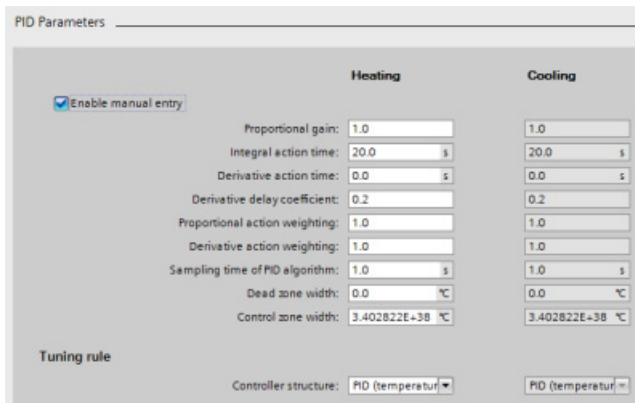 PID Parameters
Heating Cooling
Enable manual entry
Proportional gain: 1.0 1.0
Integral action time: 20.0 s 20.0 s
Derivative action time: 0.0 s 0.0 s
Derivative delay coefficient: 0.2 0.2
Proportional action weighting: 1.0 1.0
Derivative action weighting: 1.0 1.0
Sampling time of PID algorithm: 1.0 s 1.0 s
Dead zone width: 0.0 °C 0.0 °C
Control zone width: 3.402822E+38 °C 3.402822E+38 °C
Tuning rule
Controller structure: PID (temperatur PID (temperatur